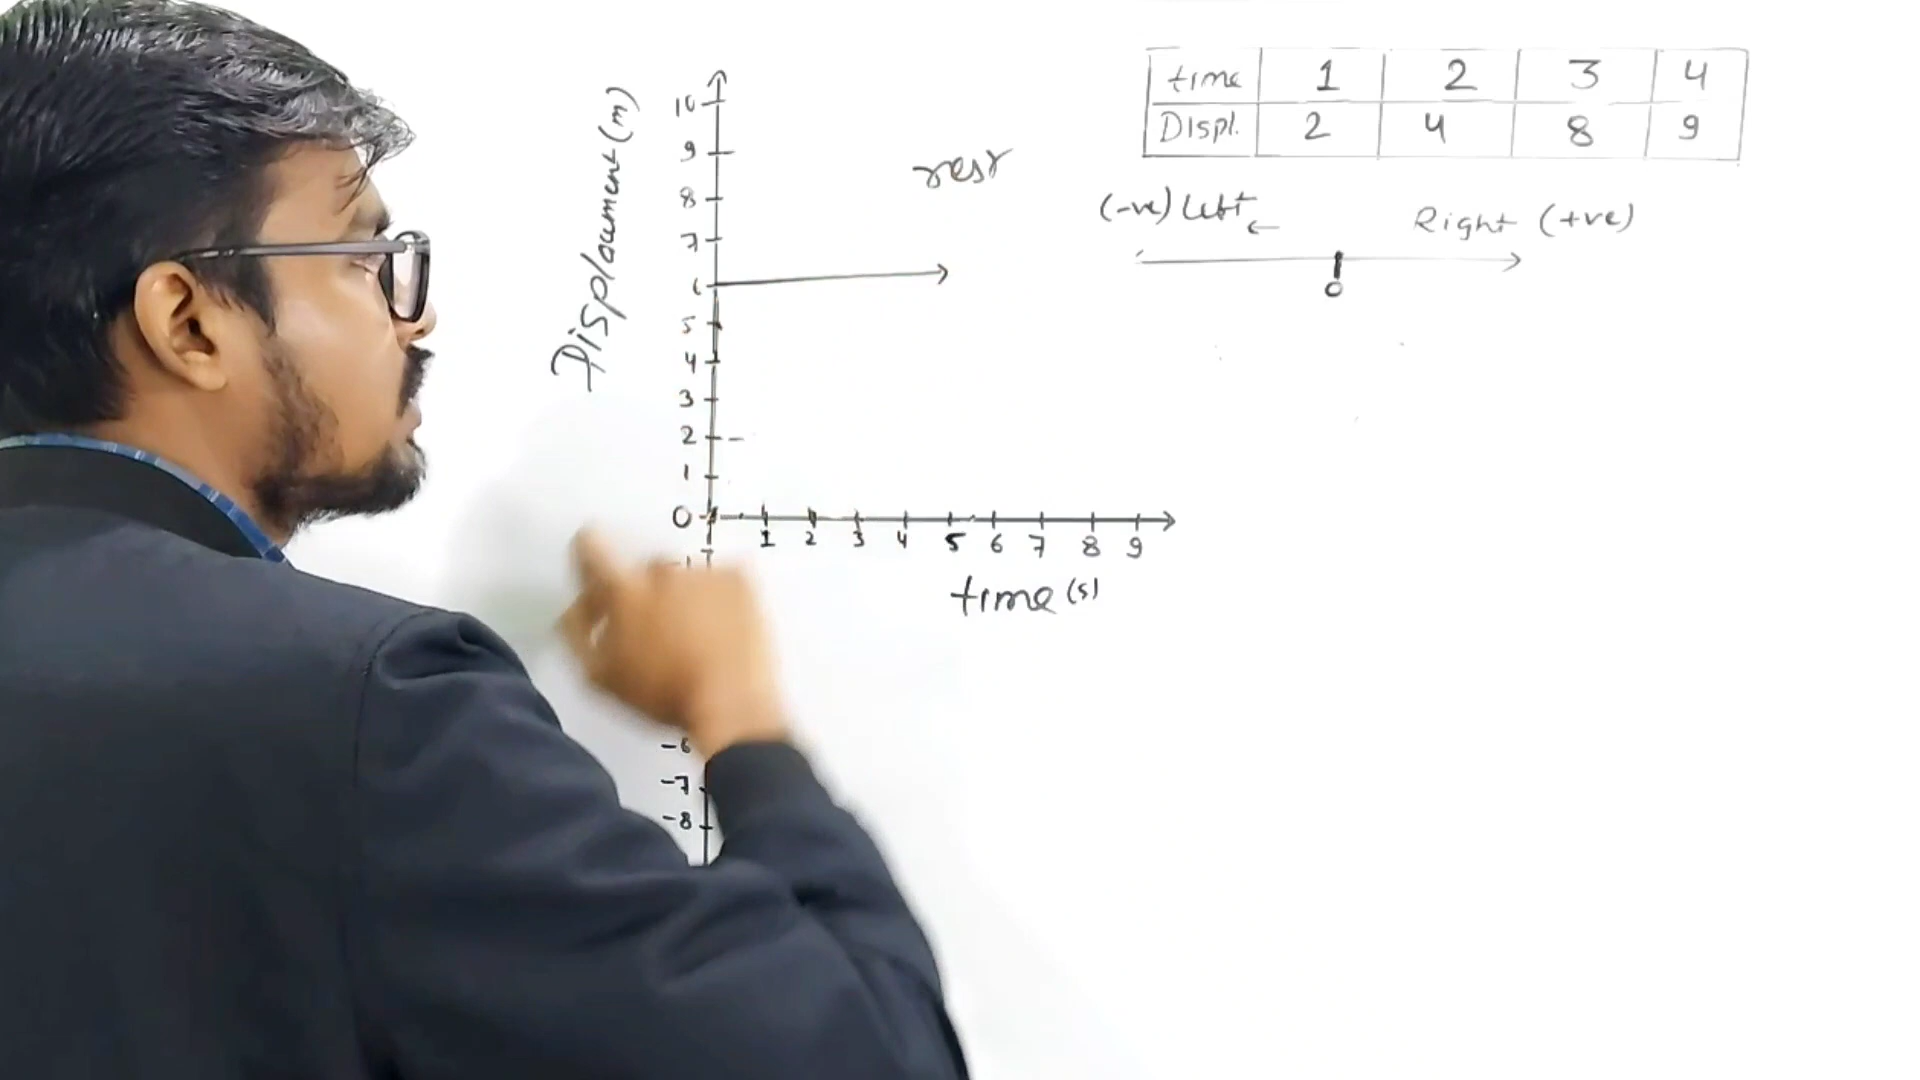 time 1 2 3 4
Displ. 2 4 8 9
Displacement (m)
10
9
8
7
6
5
4
3
2
1
0
-1
-6
-7
-8
rest
(-ve) Left ←
Right (+ve)
0
1 2 3 4 5 6 7 8 9
time (s)